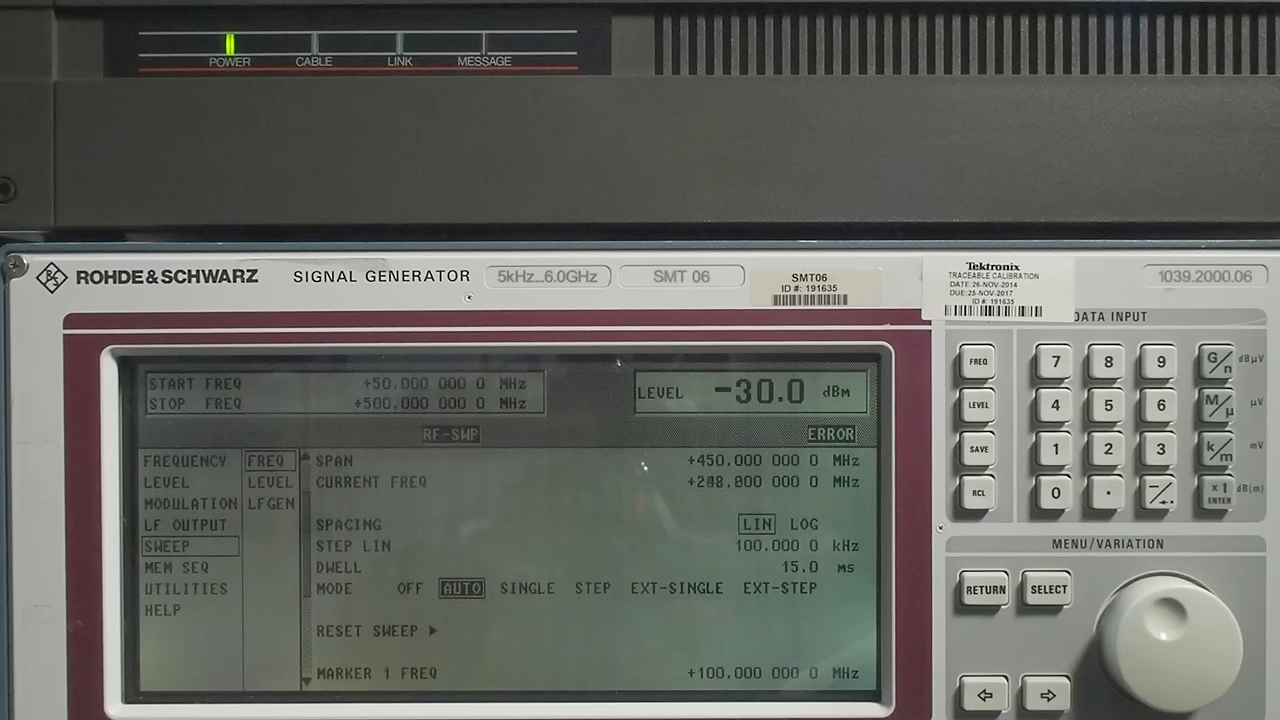 POWER CABLE LINK MESSAGE
ROHDE&SCHWARZ SIGNAL GENERATOR 5kHz...6.0GHz SMT 06
SMT06
ID #: 191635
Tektronix
TRACEABLE CALIBRATION
DATE:26-NOV-2014
DUE:25-NOV-2017
ID #: 191635
1039.2000.06
DATA INPUT
START FREQ +50.000 000 0 MHz
STOP FREQ +500.000 000 0 MHz
LEVEL -30.0 dBm
RF-SWP ERROR
FREQUENCY FREQ SPAN +450.000 000 0 MHz
LEVEL LEVEL CURRENT FREQ MHz
MODULATION LFGEN
LF OUTPUT SPACING LIN LOG
SWEEP STEP LIN 100.000 0 kHz
MEM SEQ DWELL 15.0 ms
UTILITIES MODE OFF AUTO SINGLE STEP EXT-SINGLE EXT-STEP
HELP
RESET SWEEP ▶
MARKER 1 FREQ +100.000 000 0 MHz
FREQ 7 8 9 G/n dBµV
LEVEL 4 5 6 M/µ µV
SAVE 1 2 3 k/m mV
RCL 0 . -/← x1 ENTER dB(m)
MENU/VARIATION
RETURN SELECT
⇦ ⇨